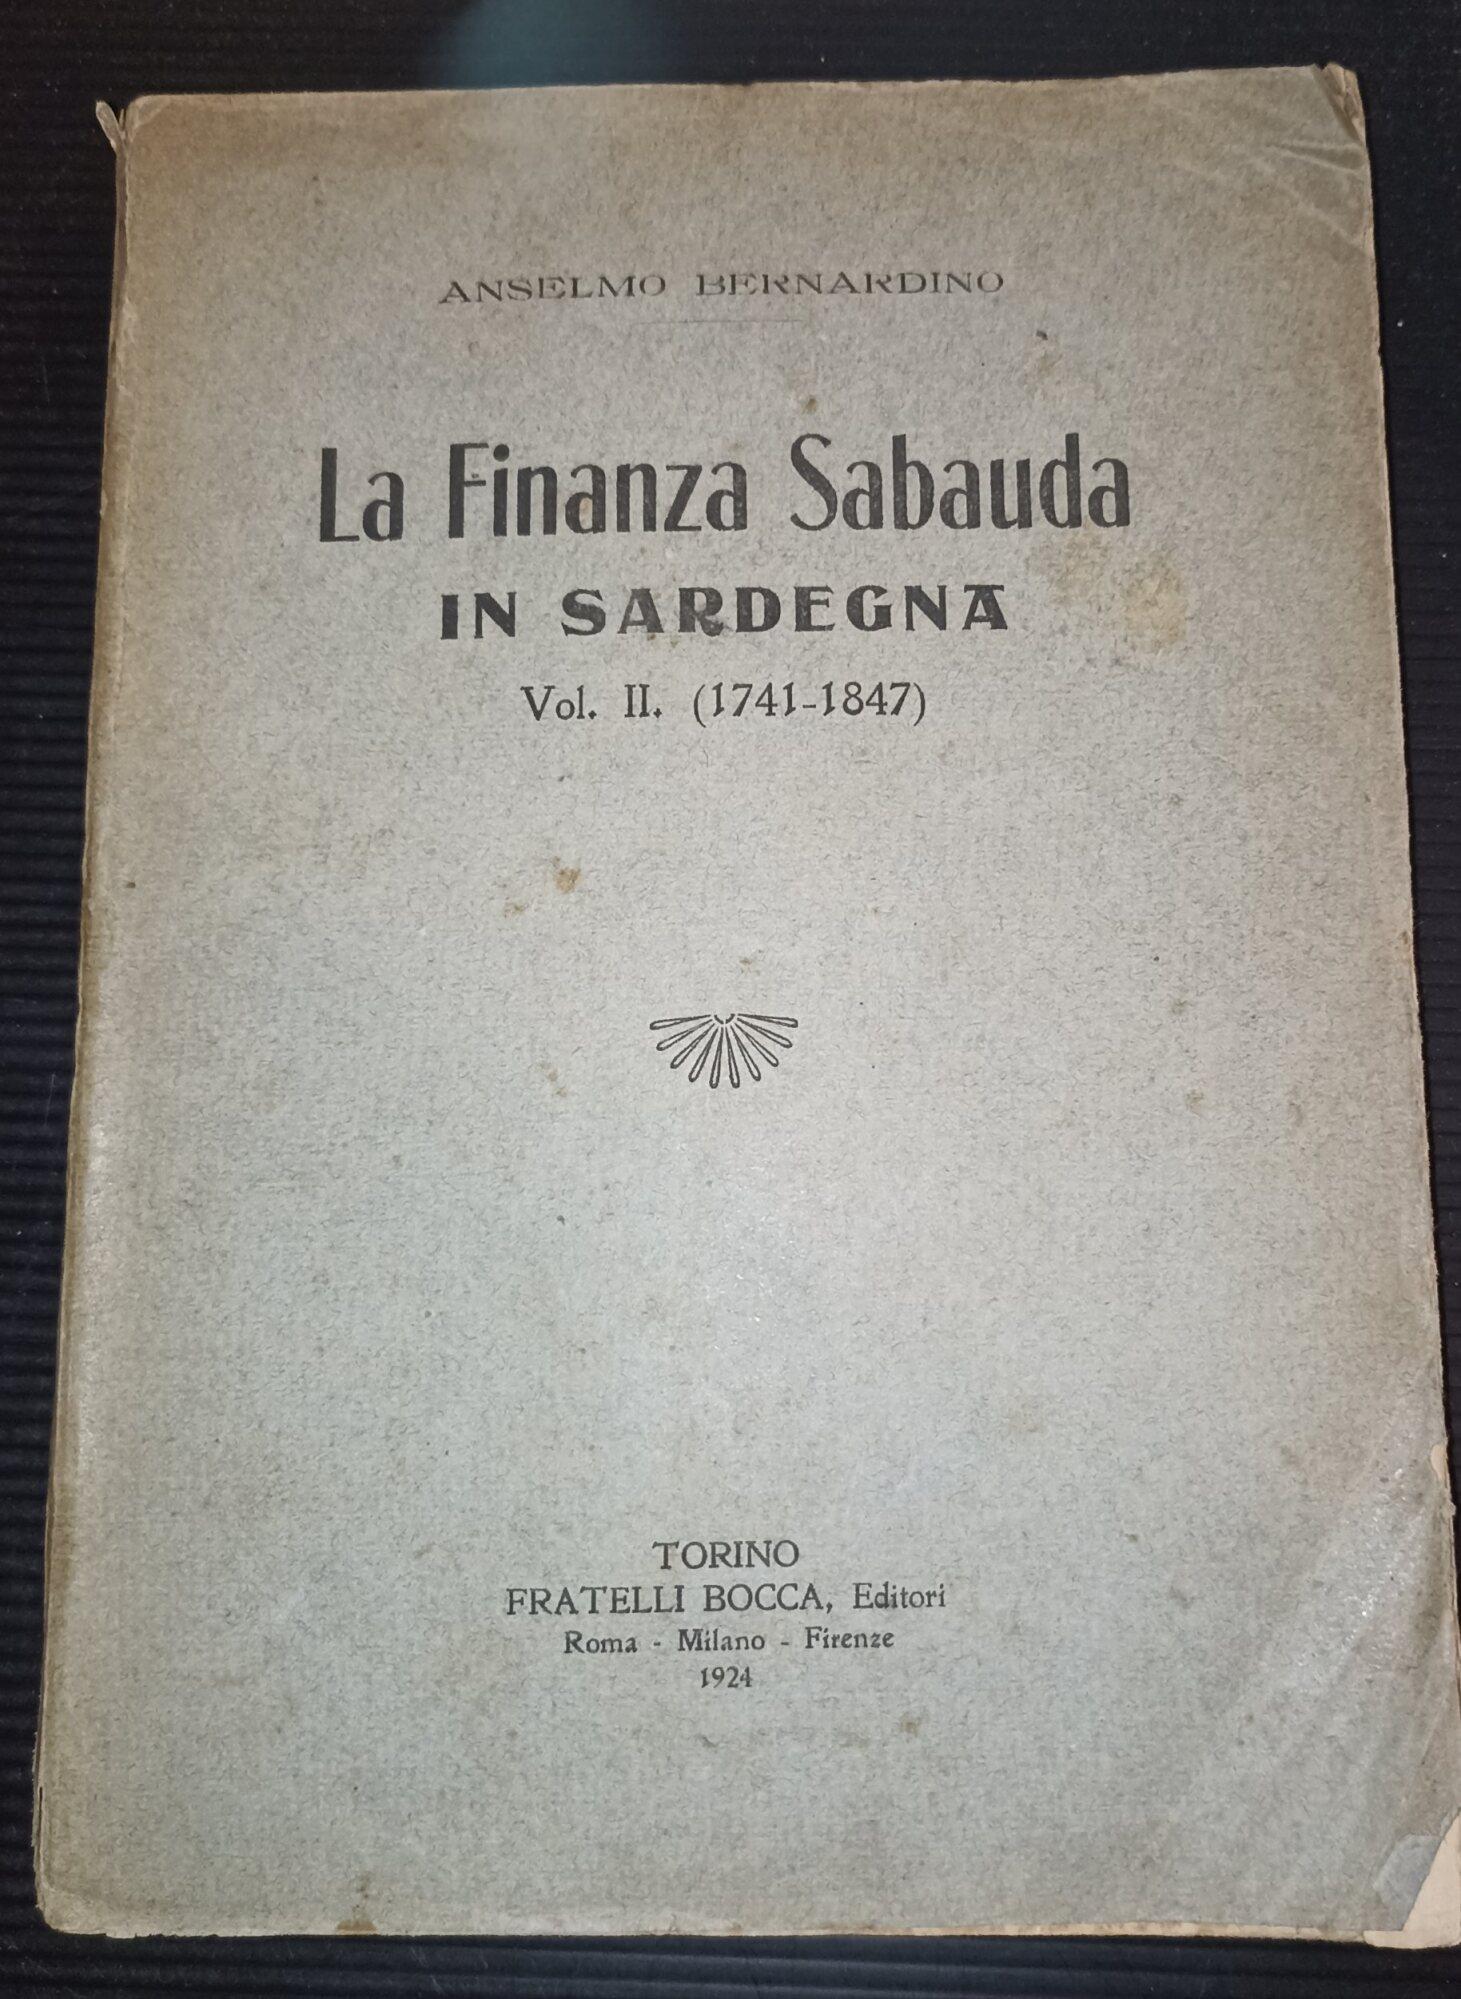 ANSELMO BERNARDINO
La Finanza Sabauda
IN SARDEGNA
Vol. II. (1741-1847)
TORINO
FRATELLI BOCCA, Editori
Roma - Milano - Firenze
1924